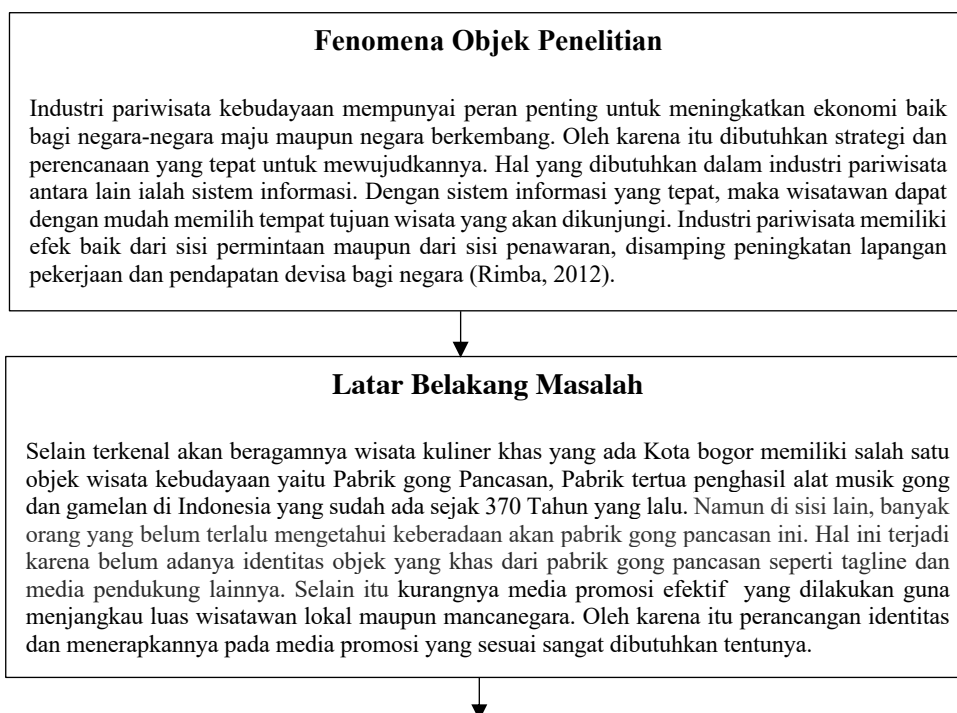 Fenomena Objek Penelitian
Industri pariwisata kebudayaan mempunyai peran penting untuk meningkatkan ekonomi baik
bagi negara-negara maju maupun negara berkembang. Oleh karena itu dibutuhkan strategi dan
perencanaan yang tepat untuk mewujudkannya. Hal yang dibutuhkan dalam industri pariwisata
antara lain ialah sistem informasi. Dengan sistem informasi yang tepat, maka wisatawan dapat
dengan mudah memilih tempat tujuan wisata yang akan dikunjungi. Industri pariwisata memiliki
efek baik dari sisi permintaan maupun dari sisi penawaran, disamping peningkatan lapangan
pekerjaan dan pendapatan devisa bagi negara (Rimba, 2012).
Latar Belakang Masalah
Selain terkenal akan beragamnya wisata kuliner khas yang ada Kota bogor memiliki salah satu
objek wisata kebudayaan yaitu Pabrik gong Pancasan, Pabrik tertua penghasil alat musik gong
dan gamelan di Indonesia yang sudah ada sejak 370 Tahun yang lalu. Namun di sisi lain, banyak
orang yang belum terlalu mengetahui keberadaan akan pabrik gong pancasan ini. Hal ini terjadi
karena belum adanya identitas objek yang khas dari pabrik gong pancasan seperti tagline dan
media pendukung lainnya. Selain itu kurangnya media promosi efektif yang dilakukan guna
menjangkau luas wisatawan lokal maupun mancanegara. Oleh karena itu perancangan identitas
dan menerapkannya pada media promosi yang sesuai sangat dibutuhkan tentunya.